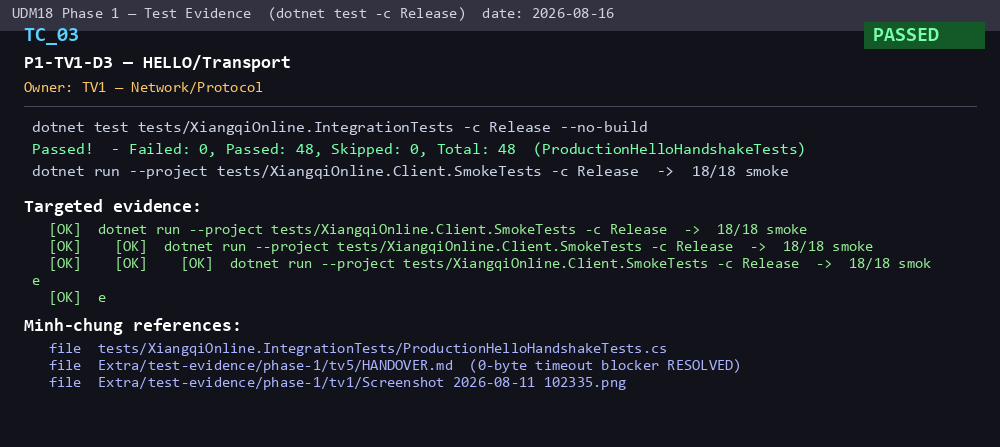 UDM18 Phase 1 — Test Evidence  (dotnet test -c Release)  date: 2026-08-16
TC_03
PASSED
P1-TV1-D3 — HELLO/Transport
Owner: TV1 — Network/Protocol
dotnet test tests/XiangqiOnline.IntegrationTests -c Release --no-build
Passed!  - Failed: 0, Passed: 48, Skipped: 0, Total: 48  (ProductionHelloHandshakeTests)
dotnet run --project tests/XiangqiOnline.Client.SmokeTests -c Release  ->  18/18 smoke
Targeted evidence:
[OK]  dotnet run --project tests/XiangqiOnline.Client.SmokeTests -c Release  ->  18/18 smoke
[OK]    [OK]  dotnet run --project tests/XiangqiOnline.Client.SmokeTests -c Release  ->  18/18 smoke
[OK]    [OK]    [OK]  dotnet run --project tests/XiangqiOnline.Client.SmokeTests -c Release  ->  18/18 smok
e
[OK]  e
Minh-chung references:
file  tests/XiangqiOnline.IntegrationTests/ProductionHelloHandshakeTests.cs
file  Extra/test-evidence/phase-1/tv5/HANDOVER.md  (0-byte timeout blocker RESOLVED)
file  Extra/test-evidence/phase-1/tv1/Screenshot 2026-08-11 102335.png